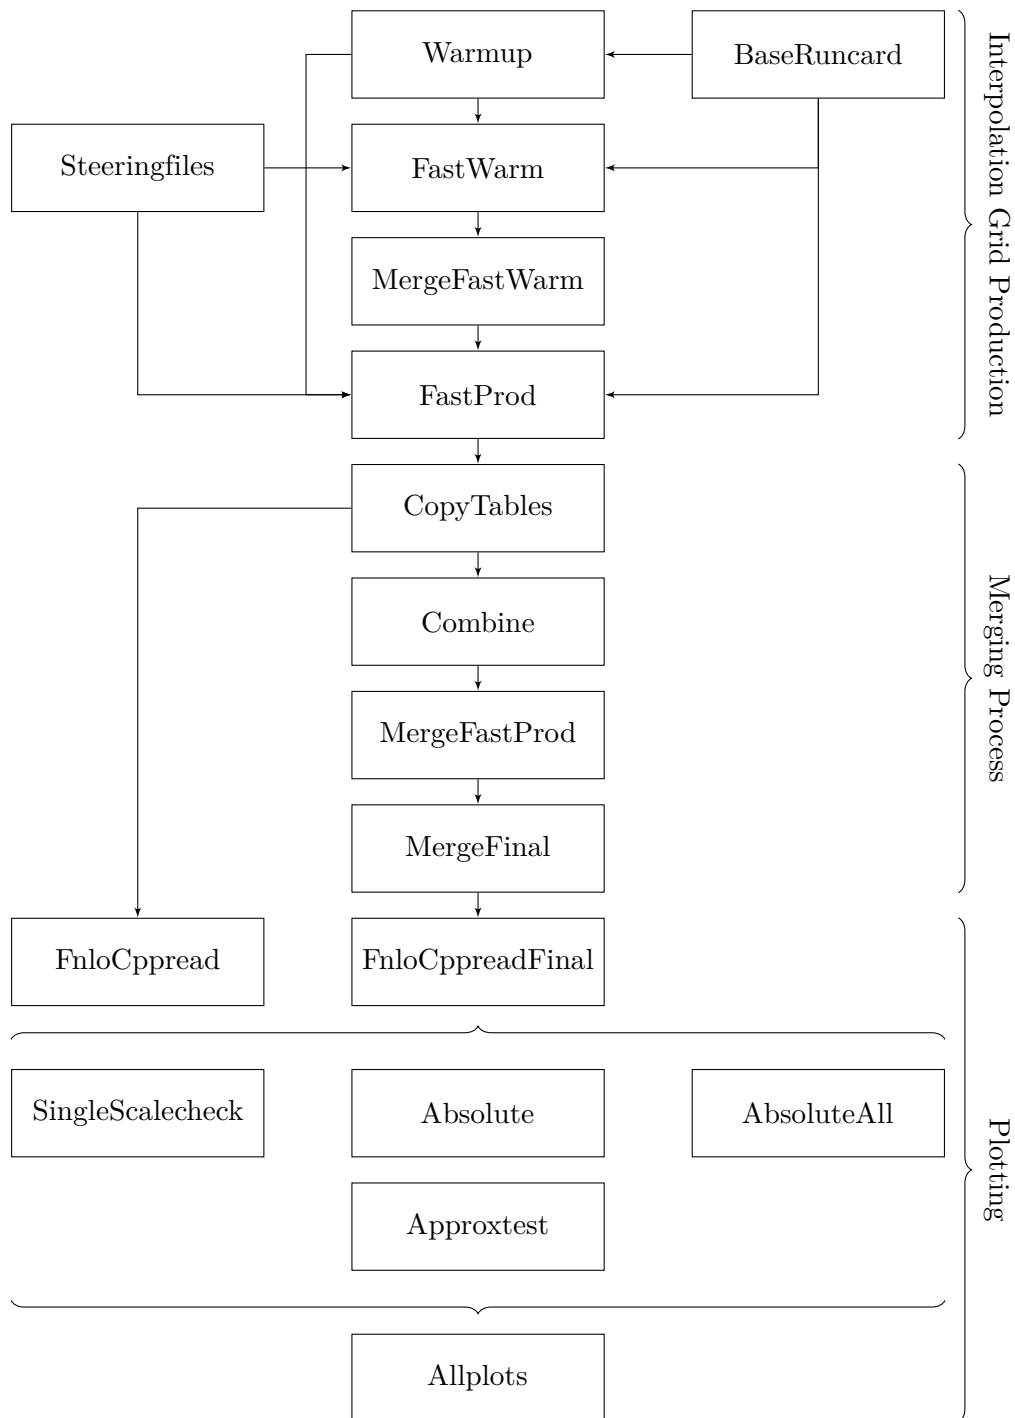 Warmup
BaseRuncard
Steeringfiles
FastWarm
MergeFastWarm
FastProd
Interpolation Grid Production
CopyTables
Combine
MergeFastProd
MergeFinal
Merging Process
FnloCppread
FnloCppreadFinal
SingleScalecheck
Absolute
AbsoluteAll
Approxtest
Plotting
Allplots